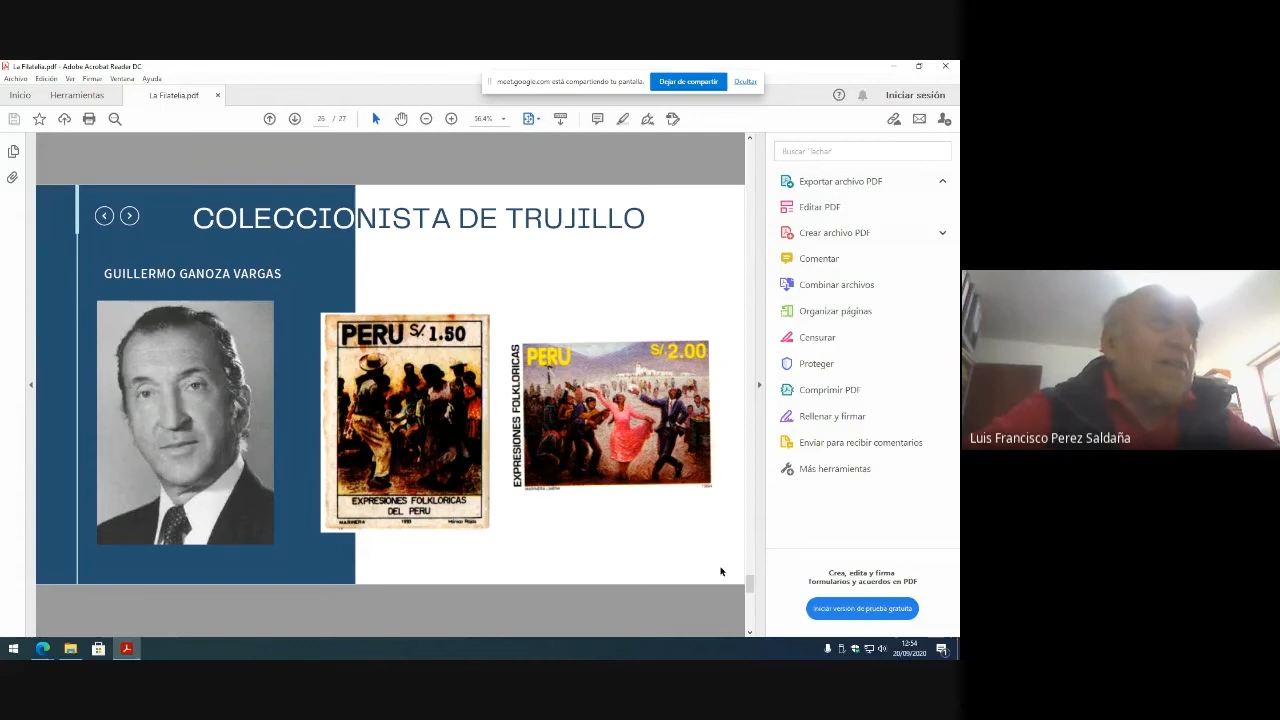 La Filatelia.pdf - Adobe Acrobat Reader DC
Archivo Edición Ver Firmar Ventana Ayuda
meet.google.com está compartiendo tu pantalla. Dejar de compartir Ocultar
Inicio Herramientas La Filatelia.pdf Iniciar sesión
26 / 27 56,4%
Buscar "Tachar"
Exportar archivo PDF
Editar PDF
Crear archivo PDF
Comentar
Combinar archivos
Organizar páginas
Censurar
Proteger
Comprimir PDF
Rellenar y firmar
Enviar para recibir comentarios
Más herramientas
Crea, edita y firma
formularios y acuerdos en PDF
Iniciar versión de prueba gratuita
COLECCIONISTA DE TRUJILLO
GUILLERMO GANOZA VARGAS
PERU S/. 1.50
EXPRESIONES FOLKLORICAS
DEL PERU
MARINERA 1993
EXPRESIONES FOLKLORICAS
PERU S/. 2.00
Luis Francisco Perez Saldaña
12:54
20/09/2020